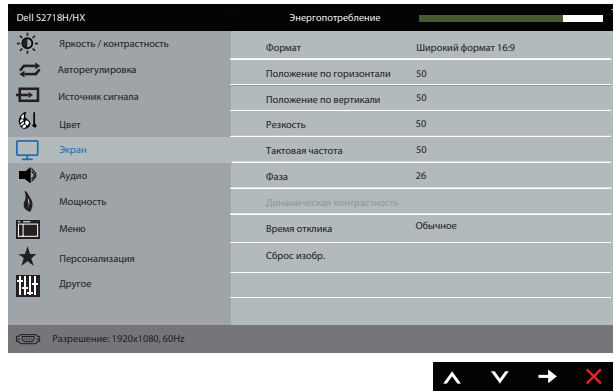 Dell S2718H/HX Энергопотребление
Яркость / контрастность
Авторегулировка
Источник сигнала
Цвет
Экран
Аудио
Мощность
Меню
Персонализация
Другое
Формат Широкий формат 16:9
Положение по горизонтали 50
Положение по вертикали 50
Резкость 50
Тактовая частота 50
Фаза 26
Динамическая контрастность
Время отклика Обычное
Сброс изобр.
Разрешение: 1920x1080, 60Hz